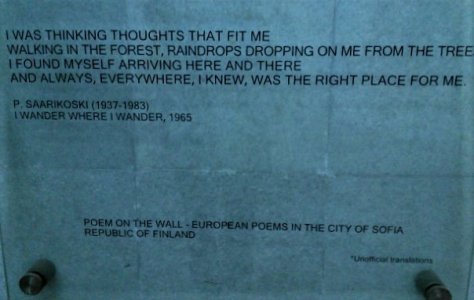 I WAS THINKING THOUGHTS THAT FIT ME
WALKING IN THE FOREST, RAINDROPS DROPPING ON ME FROM THE TREE
I FOUND MYSELF ARRIVING HERE AND THERE
AND ALWAYS, EVERYWHERE, I KNEW, WAS THE RIGHT PLACE FOR ME.
P. SAARIKOSKI (1937-1983)
I WANDER WHERE I WANDER, 1965
POEM ON THE WALL - EUROPEAN POEMS IN THE CITY OF SOFIA
REPUBLIC OF FINLAND
*Unofficial translations